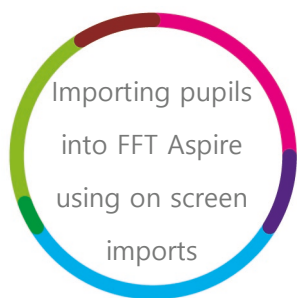 Importing pupils
into FFT Aspire
using on screen
imports